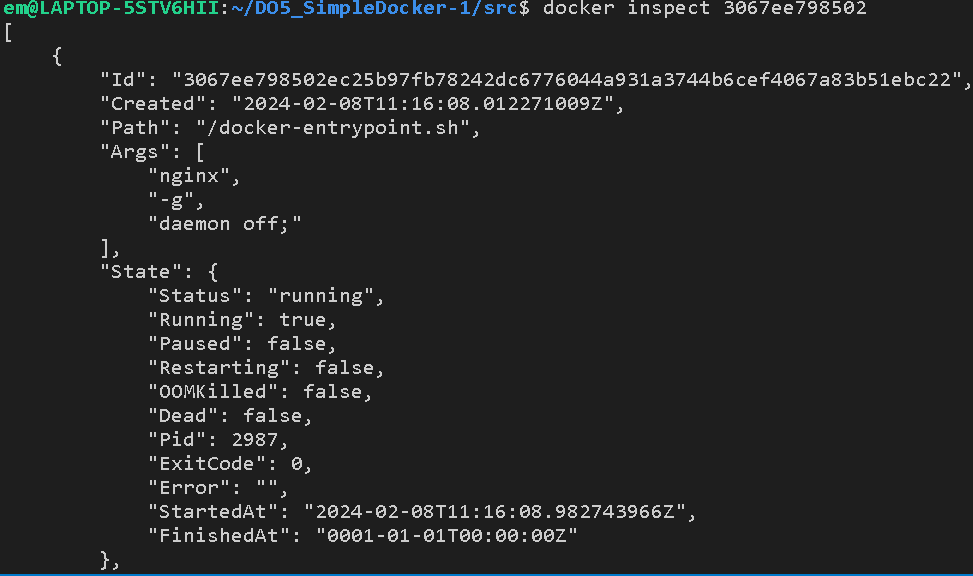 em@LAPTOP-5STV6HII:~/DO5_SimpleDocker-1/src$ docker inspect 3067ee798502
[
    {
        "Id": "3067ee798502ec25b97fb78242dc6776044a931a3744b6cef4067a83b51ebc22",
        "Created": "2024-02-08T11:16:08.012271009Z",
        "Path": "/docker-entrypoint.sh",
        "Args": [
            "nginx",
            "-g",
            "daemon off;"
        ],
        "State": {
            "Status": "running",
            "Running": true,
            "Paused": false,
            "Restarting": false,
            "OOMKilled": false,
            "Dead": false,
            "Pid": 2987,
            "ExitCode": 0,
            "Error": "",
            "StartedAt": "2024-02-08T11:16:08.982743966Z",
            "FinishedAt": "0001-01-01T00:00:00Z"
        },